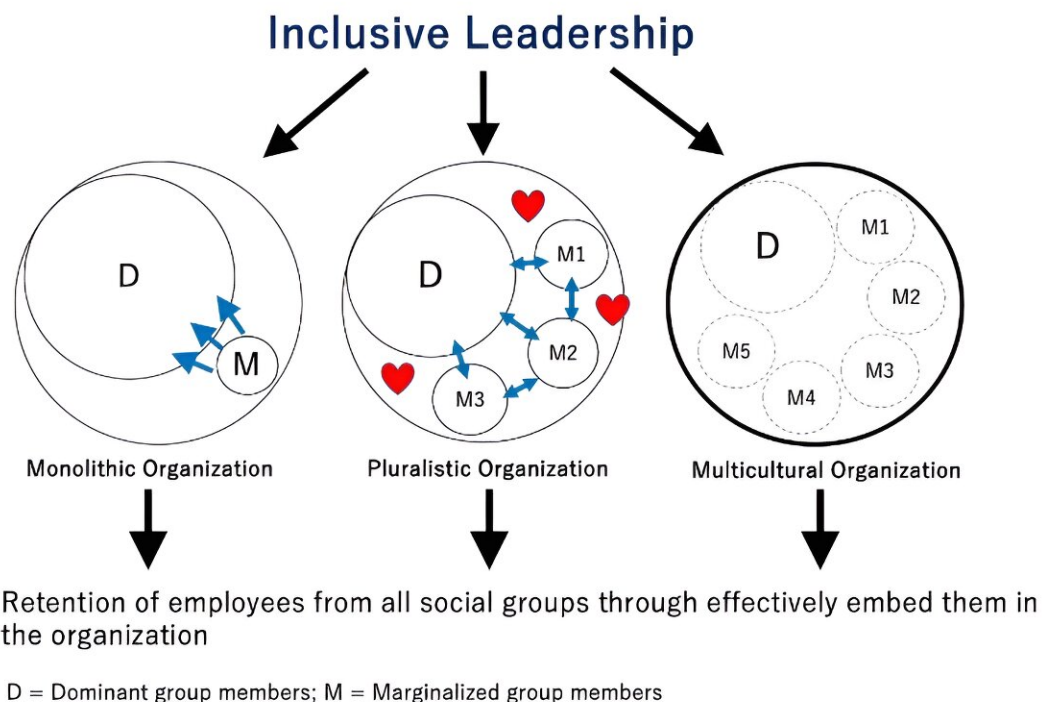 Inclusive Leadership
D
M
D
M1
M2
M3
D
M1
M2
M3
M4
M5
Monolithic Organization
Pluralistic Organization
Multicultural Organization
Retention of employees from all social groups through effectively embed them in
the organization
D = Dominant group members; M = Marginalized group members